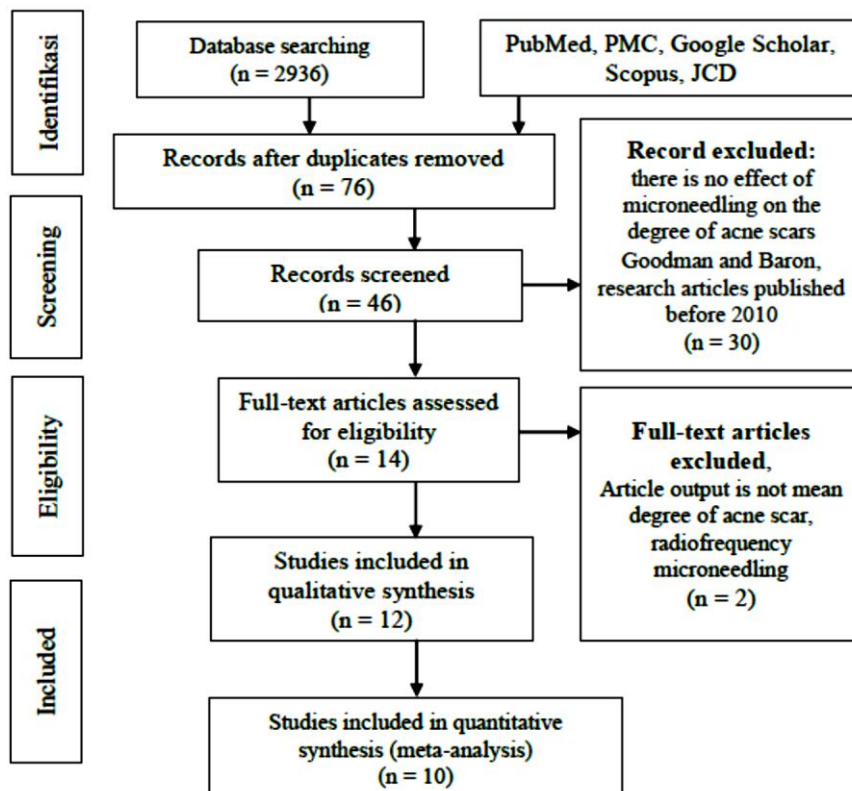 Identifikasi
Database searching
(n = 2936)
PubMed, PMC, Google Scholar,
Scopus, JCD
Records after duplicates removed
(n = 76)
Record excluded:
there is no effect of
microneedling on the
degree of acne scars
Goodman and Baron,
research articles published
before 2010
(n = 30)
Screening
Records screened
(n = 46)
Eligibility
Full-text articles assessed
for eligibility
(n = 14)
Full-text articles
excluded,
Article output is not mean
degree of acne scar,
radiofrequency
microneedling
(n = 2)
Studies included in
qualitative synthesis
(n = 12)
Included
Studies included in quantitative
synthesis (meta-analysis)
(n = 10)